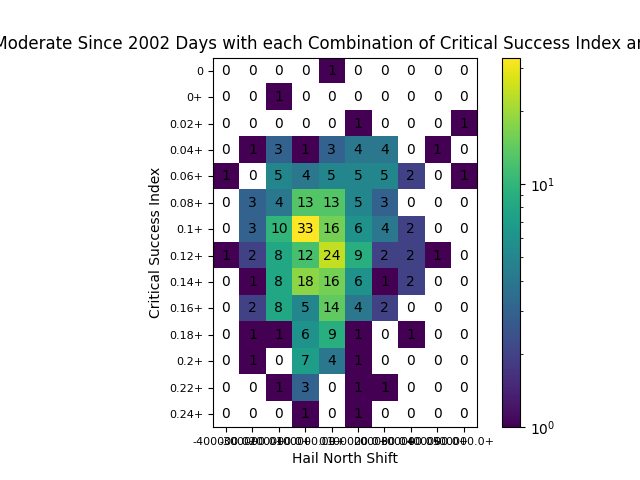 Moderate Since 2002 Days with each Combination of Critical Success Index
0 0 0 0 0 1 0 0 0 0 0
0+ 0 0 1 0 0 0 0 0 0 0
0.02+ 0 0 0 0 0 1 0 0 0 1
0.04+ 0 1 3 1 3 4 4 0 1 0
0.06+ 1 0 5 4 5 5 5 2 0 1
0.08+ 0 3 4 13 13 5 3 0 0 0
0.1+ 0 3 10 33 16 6 4 2 0 0
0.12+ 1 2 8 12 24 9 2 2 1 0
0.14+ 0 1 8 18 16 6 1 2 0 0
0.16+ 0 2 8 5 14 4 2 0 0 0
0.18+ 0 1 1 6 9 1 0 1 0 0
0.2+ 0 1 0 7 4 1 0 0 0 0
0.22+ 0 0 1 3 0 1 1 0 0 0
0.24+ 0 0 0 1 0 1 0 0 0 0
Critical Success Index
Hail North Shift
10¹
10⁰